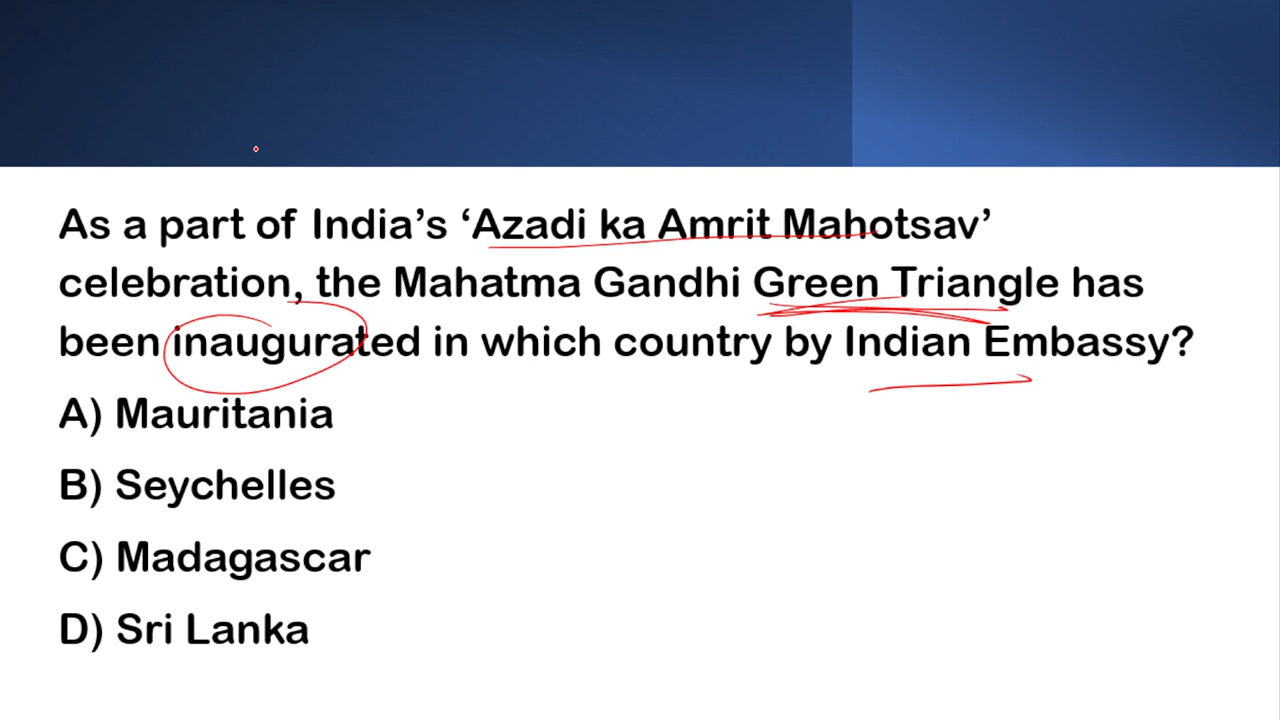 As a part of India’s ‘Azadi ka Amrit Mahotsav’
celebration, the Mahatma Gandhi Green Triangle has
been inaugurated in which country by Indian Embassy?
A) Mauritania
B) Seychelles
C) Madagascar
D) Sri Lanka